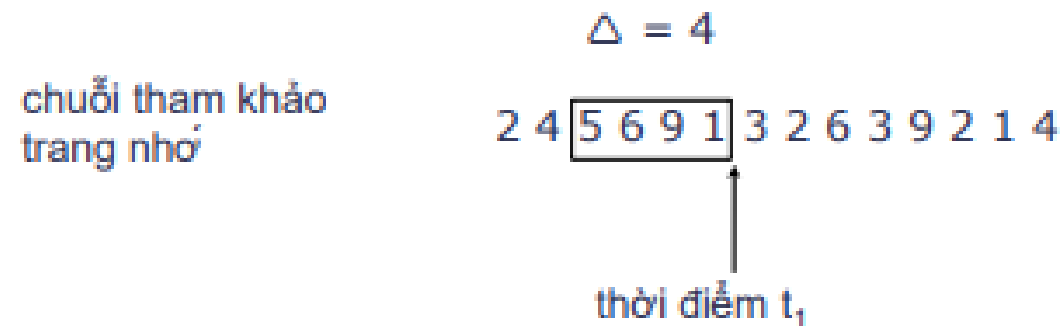 △ = 4
chuỗi tham khảo
trang nhớ
2 4 5 6 9 1 3 2 6 3 9 2 1 4
thời điểm t₁